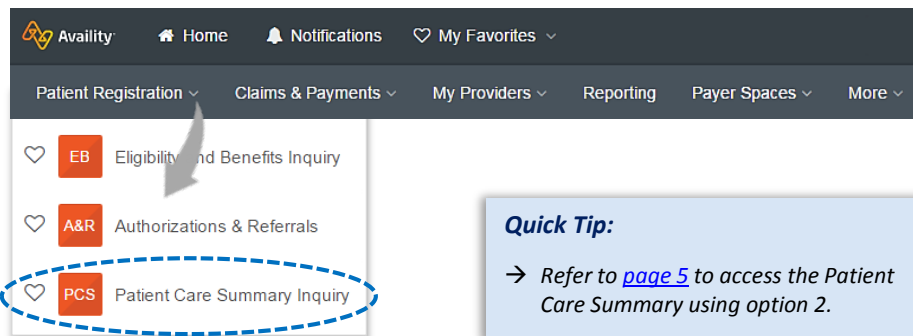 Availity Home Notifications My Favorites
Patient Registration Claims & Payments My Providers Reporting Payer Spaces More
EB Eligibility and Benefits Inquiry
A&R Authorizations & Referrals
PCS Patient Care Summary Inquiry
Quick Tip:
→ Refer to page 5 to access the Patient
Care Summary using option 2.